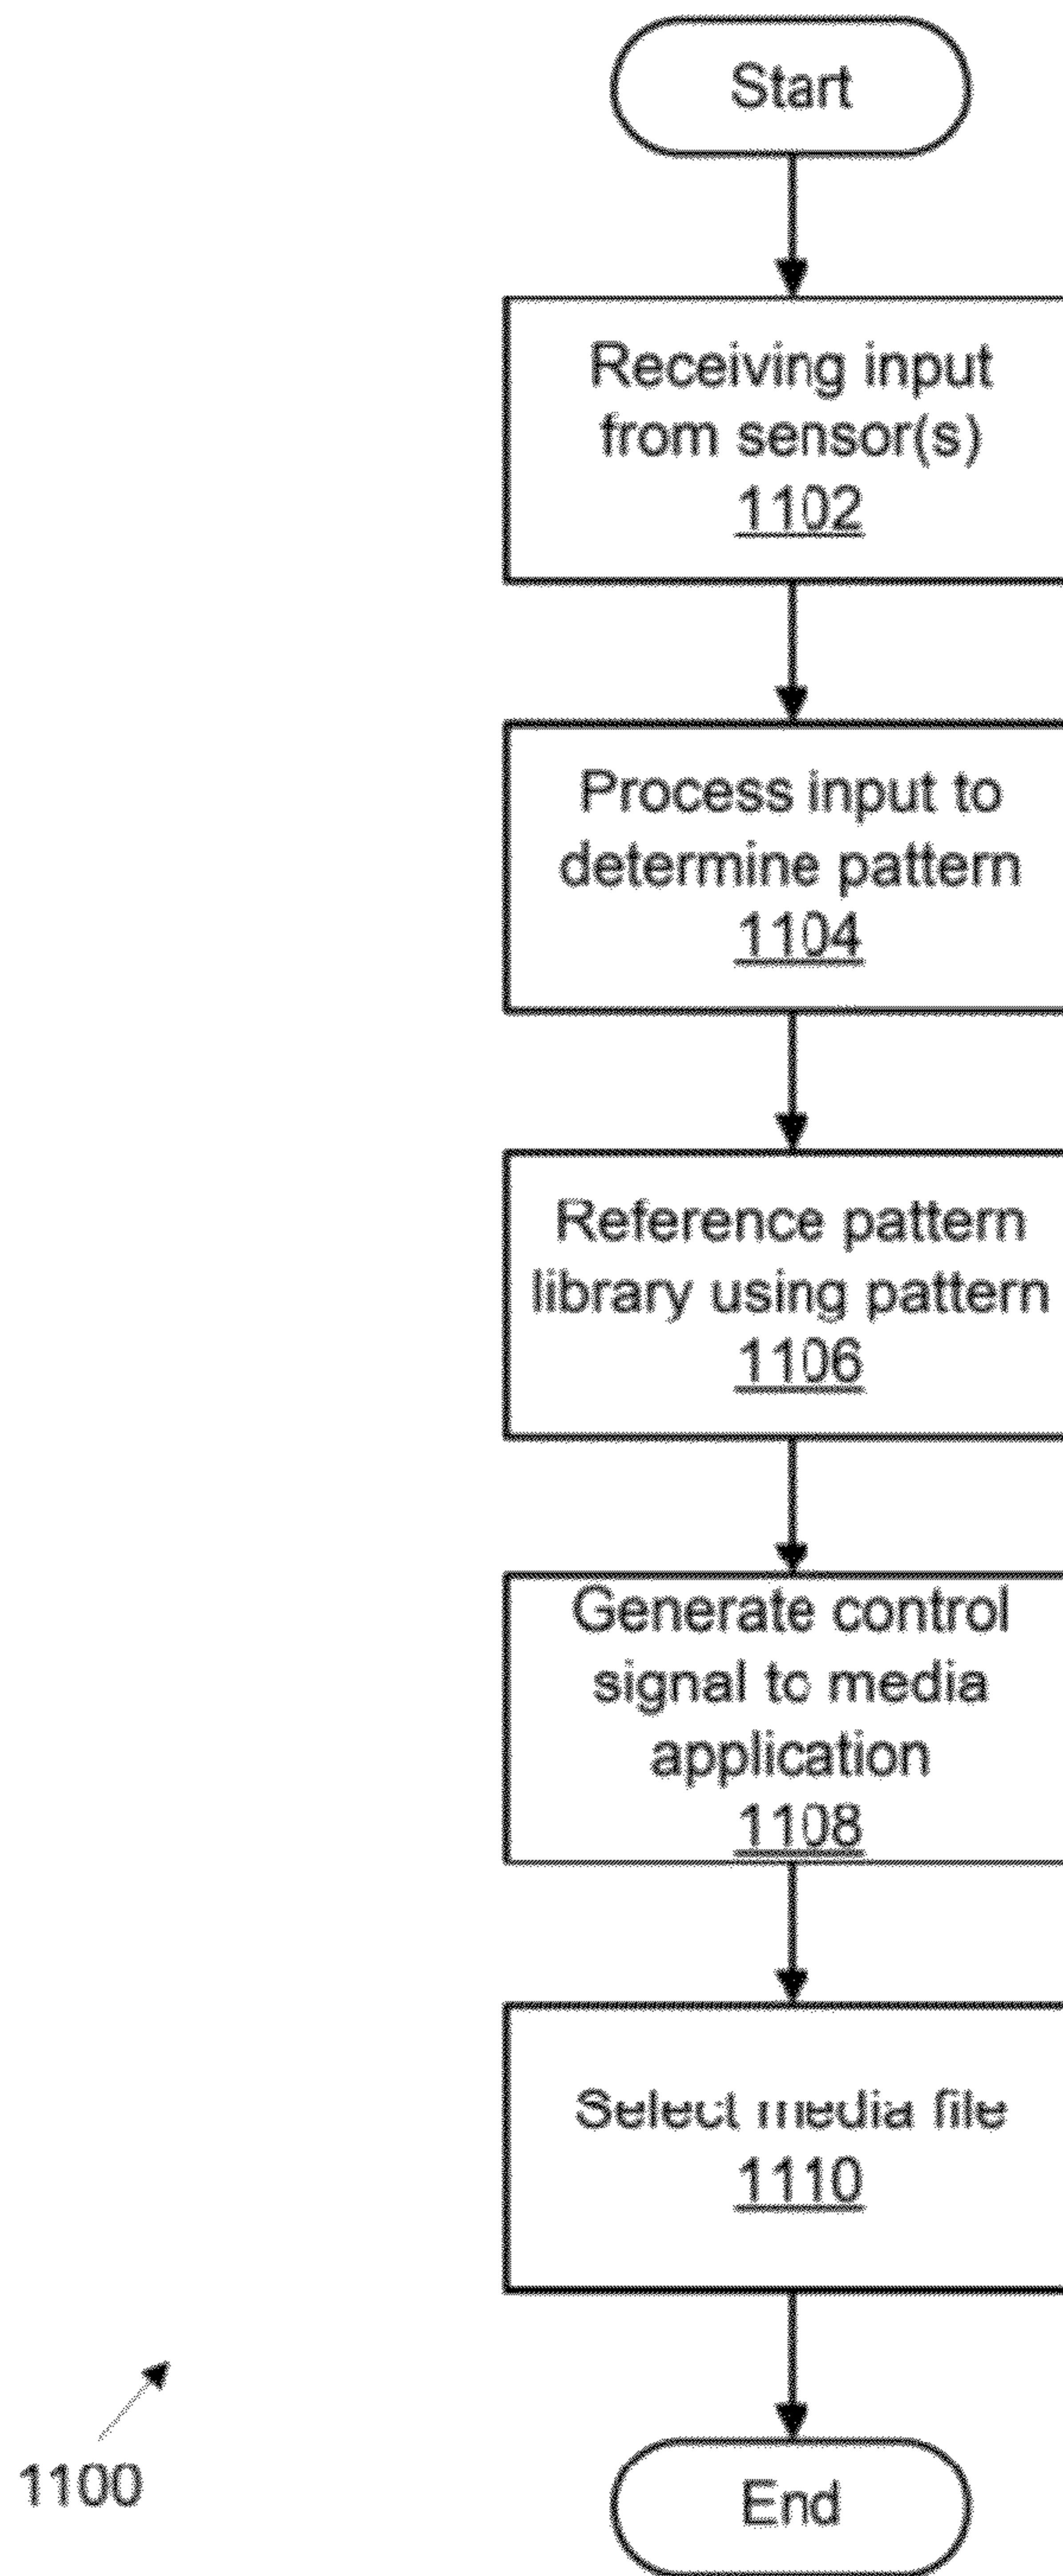 Start
Receiving input
from sensor(s)
1102
Process input to
determine pattern
1104
Reference pattern
library using pattern
1106
Generate control
signal to media
application
1108
Select media file
1110
1100
End